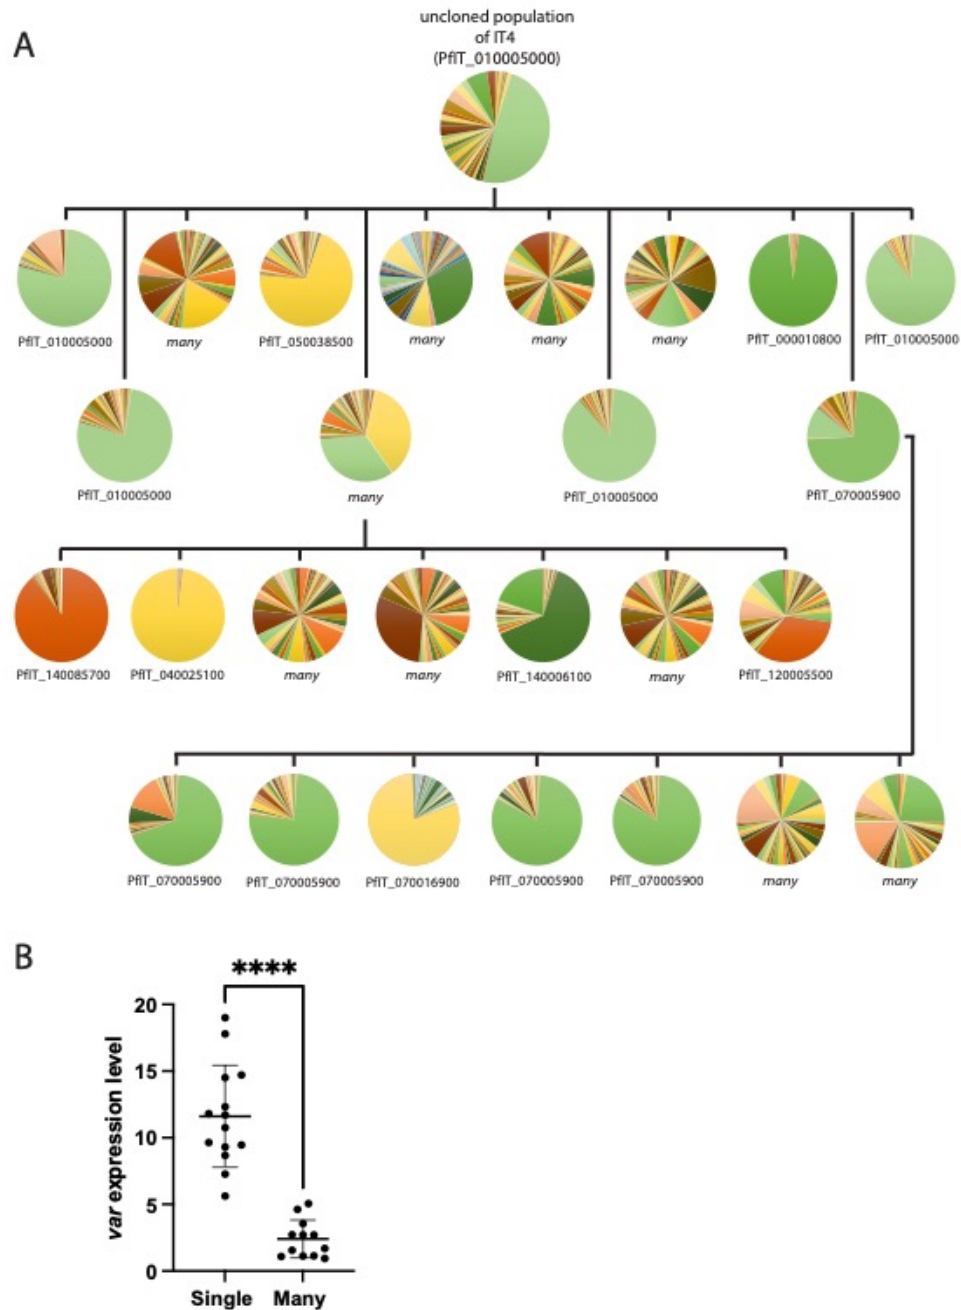 A
uncloned population
of IT4
(PfIT_010005000)
PfIT_010005000
many
PfIT_050038500
many
many
many
PfIT_000010800
PfIT_010005000
PfIT_010005000
many
PfIT_010005000
PfIT_070005900
PfIT_140085700
PfIT_040025100
many
many
PfIT_140006100
many
PfIT_120005500
PfIT_070005900
PfIT_070005900
PfIT_070016900
PfIT_070005900
PfIT_070005900
many
many
B
****
var expression level
20
15
10
5
0
Single
Many